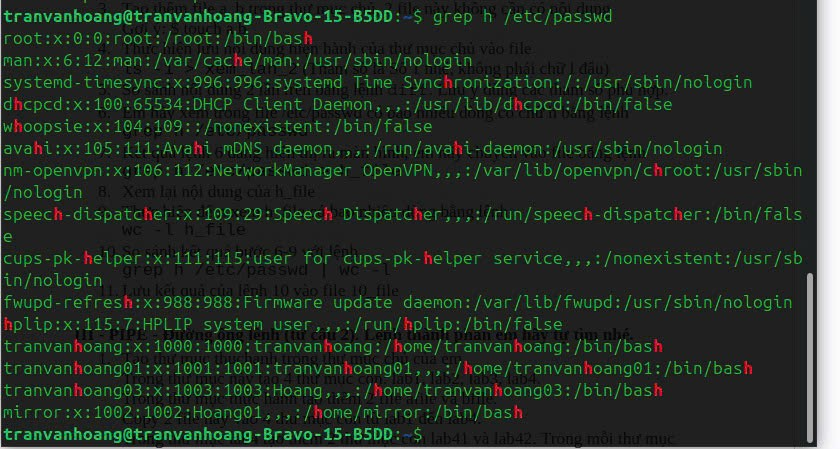 tranvanhoang@tranvanhoang-Bravo-15-B5DD:~$ grep h /etc/passwd
root:x:0:0:root:/root:/bin/bash
man:x:6:12:man:/var/cache/man:/usr/sbin/nologin
systemd-timesync:x:996:996:systemd Time Synchronization:/:/usr/sbin/nologin
dhcpcd:x:100:65534:DHCP Client Daemon,,,:/usr/lib/dhcpcd:/bin/false
whoopsie:x:104:109::/nonexistent:/bin/false
avahi:x:105:111:Avahi mDNS daemon,,,:/run/avahi-daemon:/usr/sbin/nologin
nm-openvpn:x:106:112:NetworkManager OpenVPN,,,:/var/lib/openvpn/chroot:/usr/sbin
/nologin
8. Xem lại nội dung của h_file
speech-dispatcher:x:109:29:Speech Dispatcher,,,:/run/speech-dispatcher:/bin/fals
e
wc -l h_file
cups-pk-helper:x:111:115:user for cups-pk-helper service,,,:/nonexistent:/usr/sb
in/nologin
grep h /etc/passwd | wc -l
fwupd-refresh:x:988:988:Firmware update daemon:/var/lib/fwupd:/usr/sbin/nologin
hplip:x:115:7:HPLIP system user,,,:/run/hplip:/bin/false
tranvanhoang:x:1000:1000:tranvanhoang:/home/tranvanhoang:/bin/bash
tranvanhoang01:x:1001:1001:tranvanhoang01,,,:/home/tranvanhoang01:/bin/bash
tranvanhoang03:x:1003:1003:Hoang,,,:/home/tranvanhoang03:/bin/bash
mirror:x:1002:1002:Hoang01,,,:/home/mirror:/bin/bash
tranvanhoang@tranvanhoang-Bravo-15-B5DD:~$